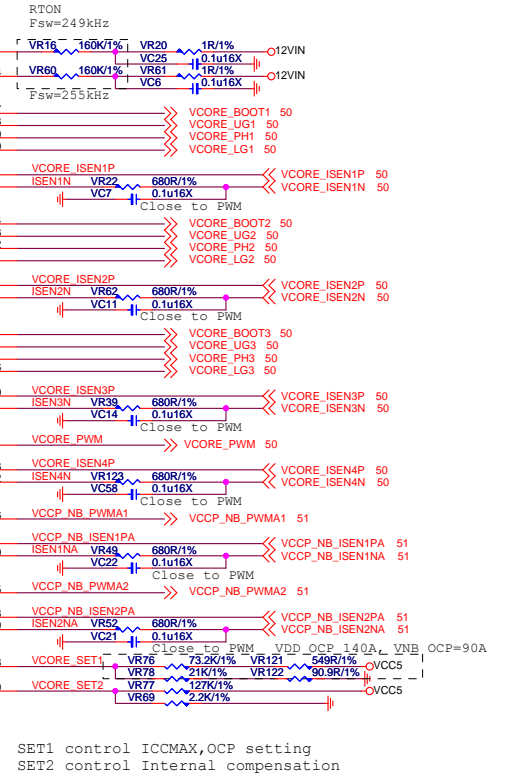 RTON
Fsw=249kHz
VR16 160K/1% VR20 1R/1% 12VIN
VC25 0.1u16X
VR60 160K/1% VR61 1R/1% 12VIN
VC6 0.1u16X
Fsw=255kHz
VCORE_BOOT1 50
VCORE_UG1 50
VCORE_PH1 50
VCORE_LG1 50
VCORE_ISEN1P VCORE_ISEN1P 50
ISEN1N VR22 680R/1% VCORE_ISEN1N 50
VC7 0.1u16X
Close to PWM
VCORE_BOOT2 50
VCORE_UG2 50
VCORE_PH2 50
VCORE_LG2 50
VCORE_ISEN2P VCORE_ISEN2P 50
ISEN2N VR62 680R/1% VCORE_ISEN2N 50
VC11 0.1u16X
Close to PWM
VCORE_BOOT3 50
VCORE_UG3 50
VCORE_PH3 50
VCORE_LG3 50
VCORE_ISEN3P VCORE_ISEN3P 50
ISEN3N VR39 680R/1% VCORE_ISEN3N 50
VC14 0.1u16X
Close to PWM
VCORE_PWM VCORE_PWM 50
VCORE_ISEN4P VCORE_ISEN4P 50
ISEN4N VR123 680R/1% VCORE_ISEN4N 50
VC58 0.1u16X
Close to PWM
VCCP_NB_PWMA1 VCCP_NB_PWMA1 51
VCCP_NB_ISEN1PA VCCP_NB_ISEN1PA 51
ISEN1NA VR49 680R/1% VCCP_NB_ISEN1NA 51
VC22 0.1u16X
Close to PWM
VCCP_NB_PWMA2 VCCP_NB_PWMA2 51
VCCP_NB_ISEN2PA VCCP_NB_ISEN2PA 51
ISEN2NA VR52 680R/1% VCCP_NB_ISEN2NA 51
VC21 0.1u16X
Close to PWM VDD OCP 140A, VNB OCP=90A
VCORE_SET1 VR76 73.2K/1% VR121 549R/1% VCC5
VR78 21K/1% VR122 90.9R/1%
VCORE_SET2 VR77 127K/1% VCC5
VR69 2.2K/1%
SET1 control ICCMAX,OCP setting
SET2 control Internal compensation